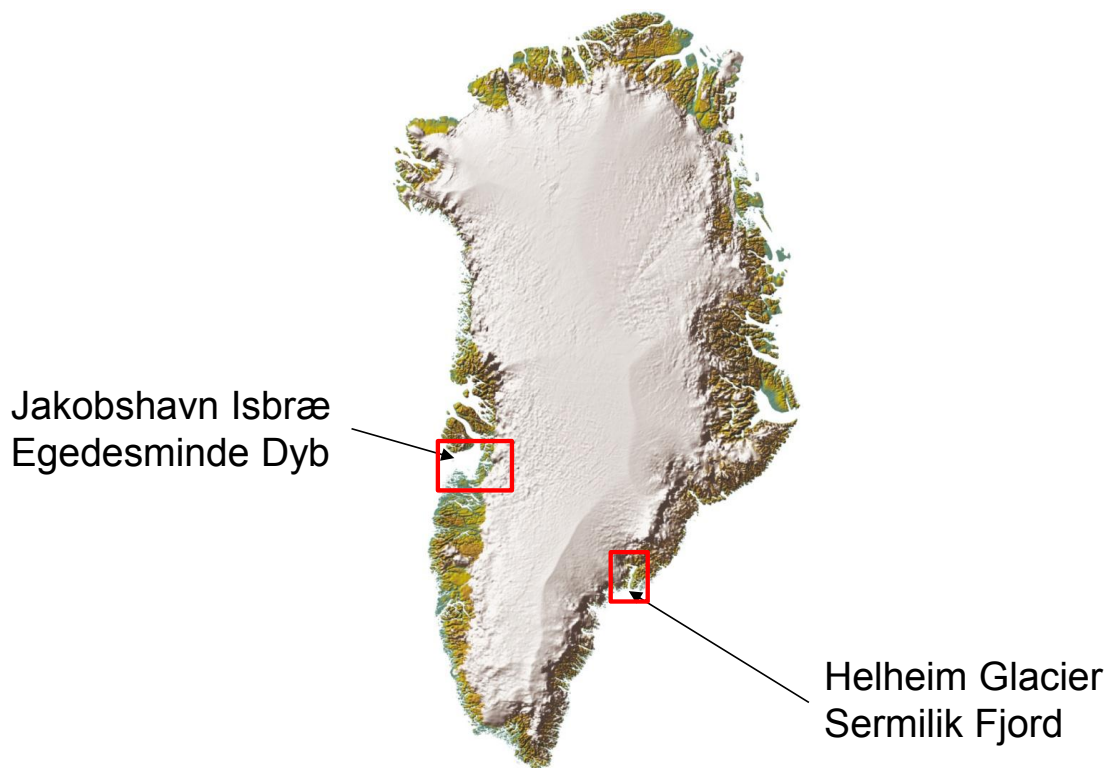 Jakobshavn Isbræ
Egedesminde Dyb
Helheim Glacier
Sermilik Fjord